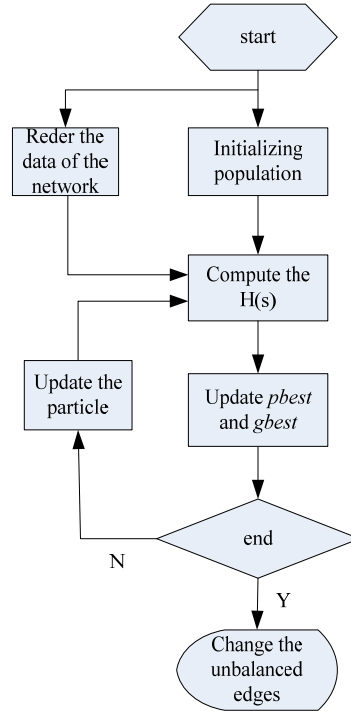 start
Reder the
data of the
network
Initializing
population
Compute the
H(s)
Update the
particle
Update pbest
and gbest
end
N
Y
Change the
unbalanced
edges